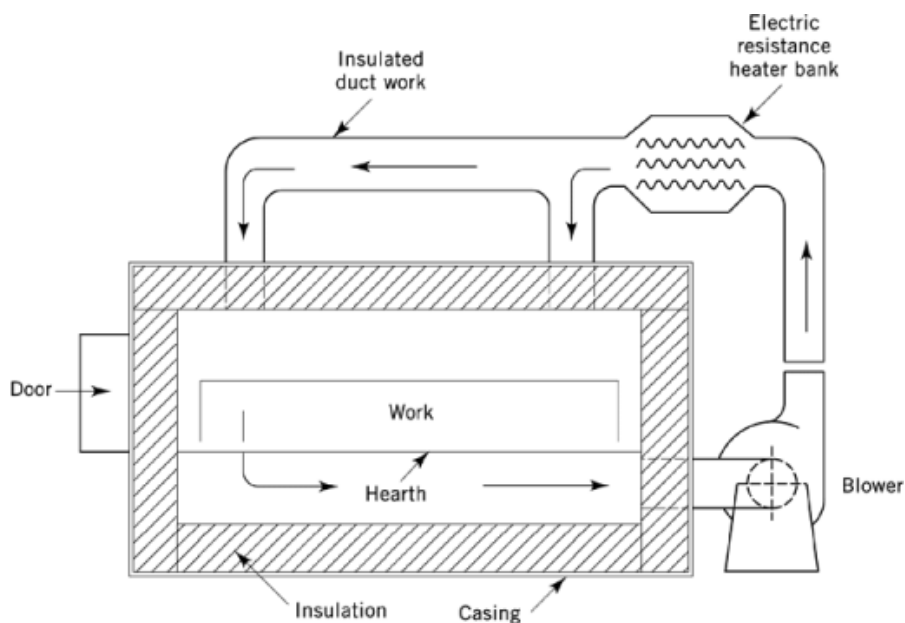 Electric
resistance
heater bank
Insulated
duct work
Door
Work
Hearth
Blower
Insulation
Casing